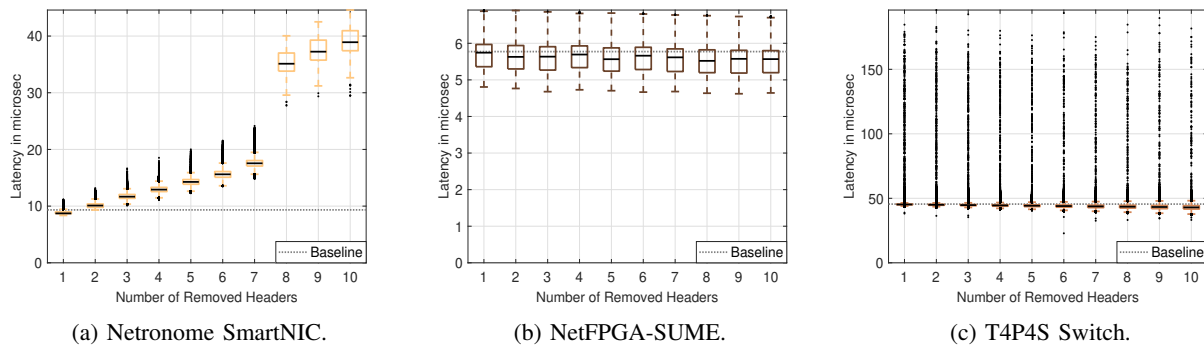 40
30
20
10
0
Latency in microsec
Baseline
1 2 3 4 5 6 7 8 9 10
Number of Removed Headers
(a) Netronome SmartNIC.
6
5
4
3
2
1
0
Latency in microsec
Baseline
1 2 3 4 5 6 7 8 9 10
Number of Removed Headers
(b) NetFPGA-SUME.
150
100
50
0
Latency in microsec
Baseline
1 2 3 4 5 6 7 8 9 10
Number of Removed Headers
(c) T4P4S Switch.